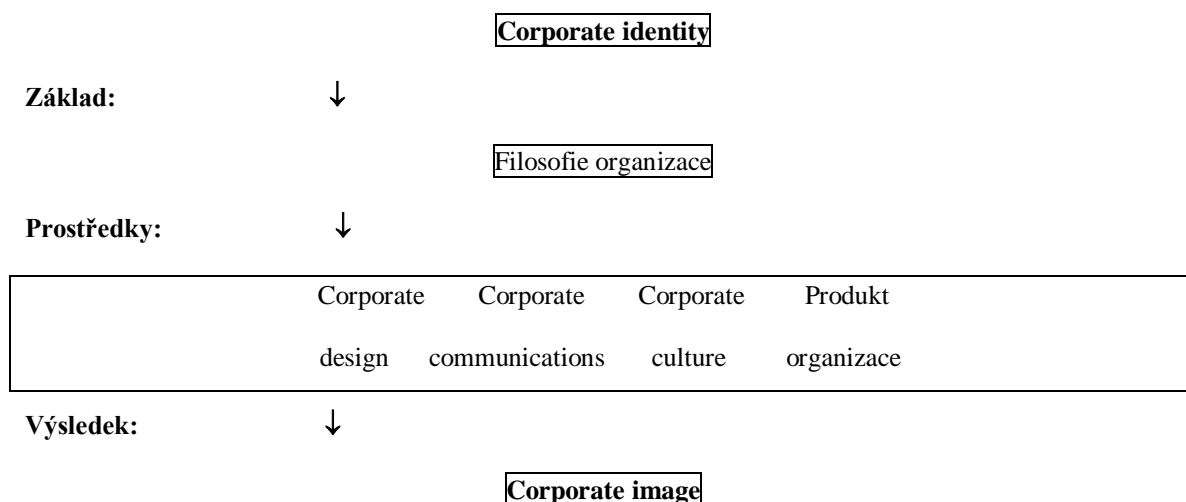 Corporate identity
Základ: ↓
Filosofie organizace
Prostředky: ↓
Corporate Corporate Corporate Produkt
design communications culture organizace
Výsledek: ↓
Corporate image